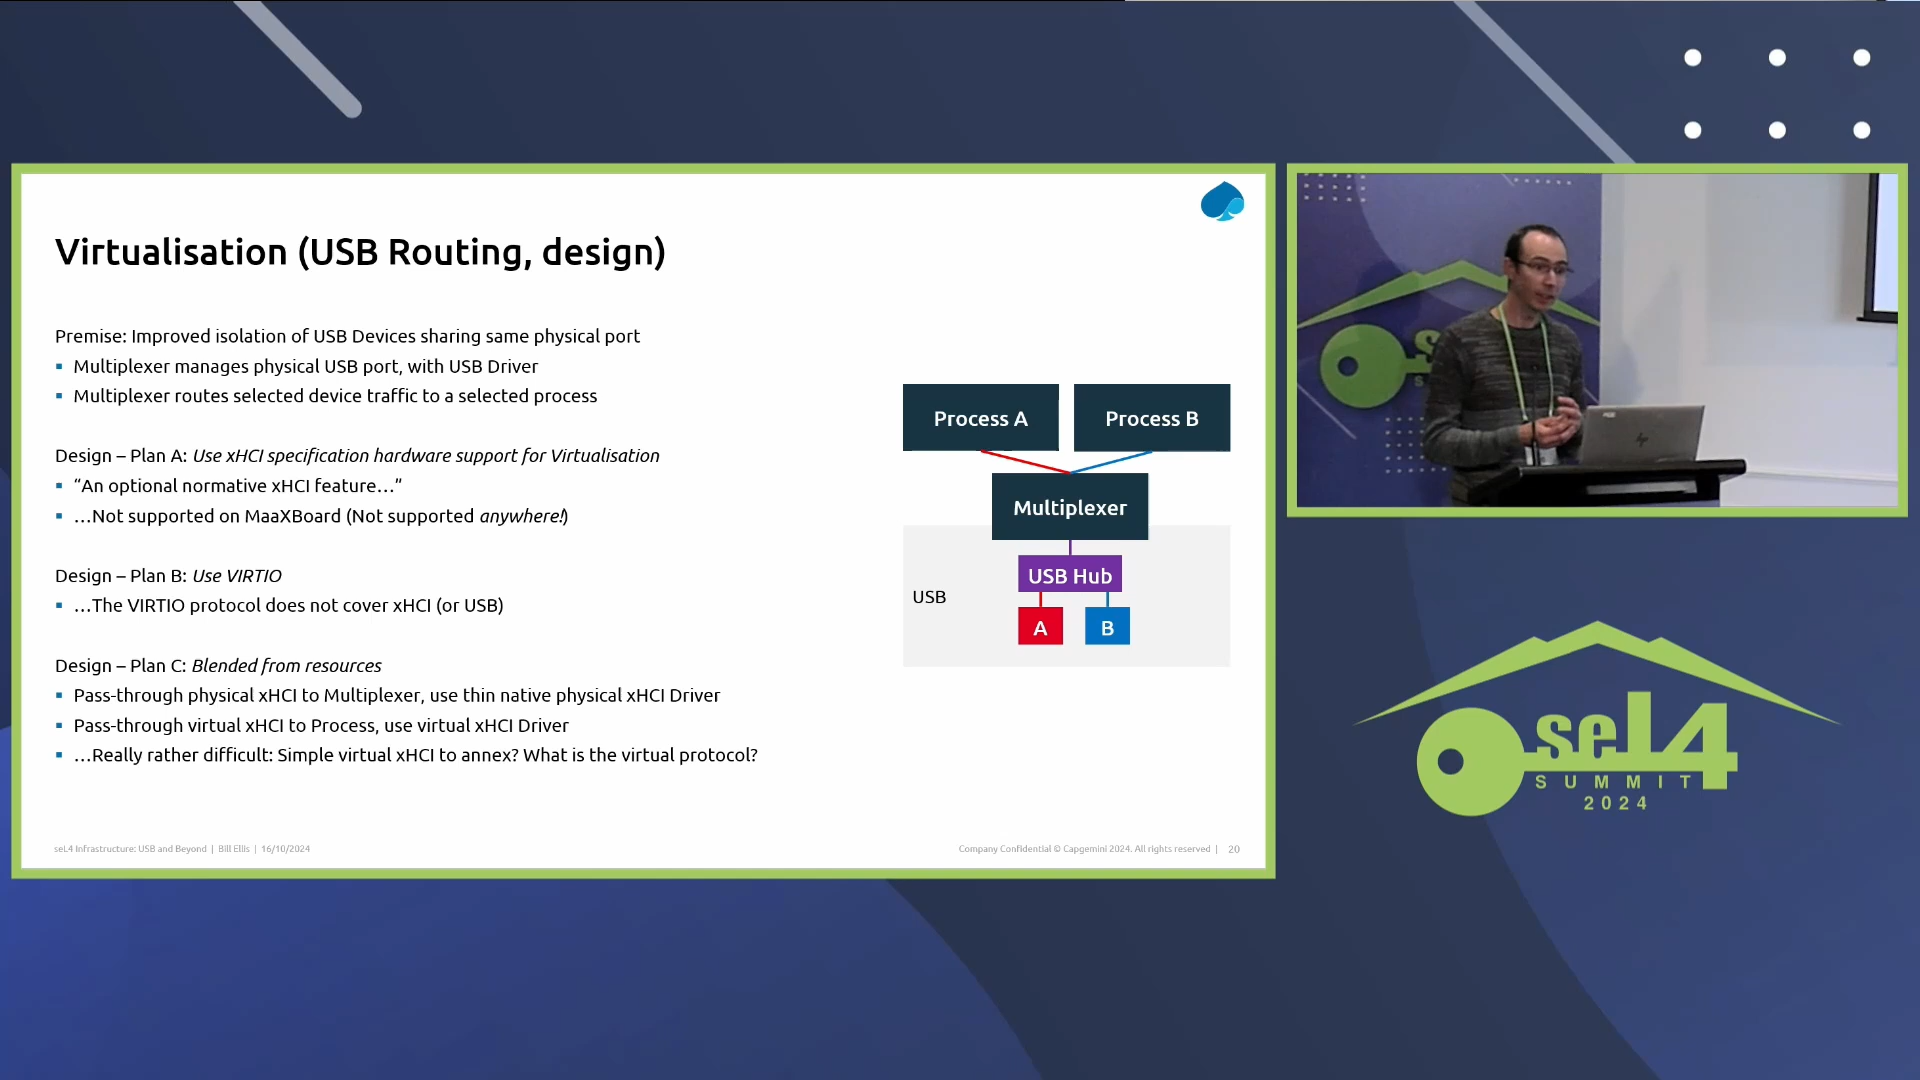 Virtualisation (USB Routing, design)
Premise: Improved isolation of USB Devices sharing same physical port
▪ Multiplexer manages physical USB port, with USB Driver
▪ Multiplexer routes selected device traffic to a selected process
Design – Plan A: Use xHCI specification hardware support for Virtualisation
▪ “An optional normative xHCI feature…”
▪ …Not supported on MaaXBoard (Not supported anywhere!)
Design – Plan B: Use VIRTIO
▪ …The VIRTIO protocol does not cover xHCI (or USB)
Design – Plan C: Blended from resources
▪ Pass-through physical xHCI to Multiplexer, use thin native physical xHCI Driver
▪ Pass-through virtual xHCI to Process, use virtual xHCI Driver
▪ …Really rather difficult: Simple virtual xHCI to annex? What is the virtual protocol?
Process A
Process B
Multiplexer
USB Hub
USB
A
B
seL4 Infrastructure: USB and Beyond | Bill Ellis | 16/10/2024
Company Confidential © Capgemini 2024. All rights reserved | 20
seL4
SUMMIT
2024